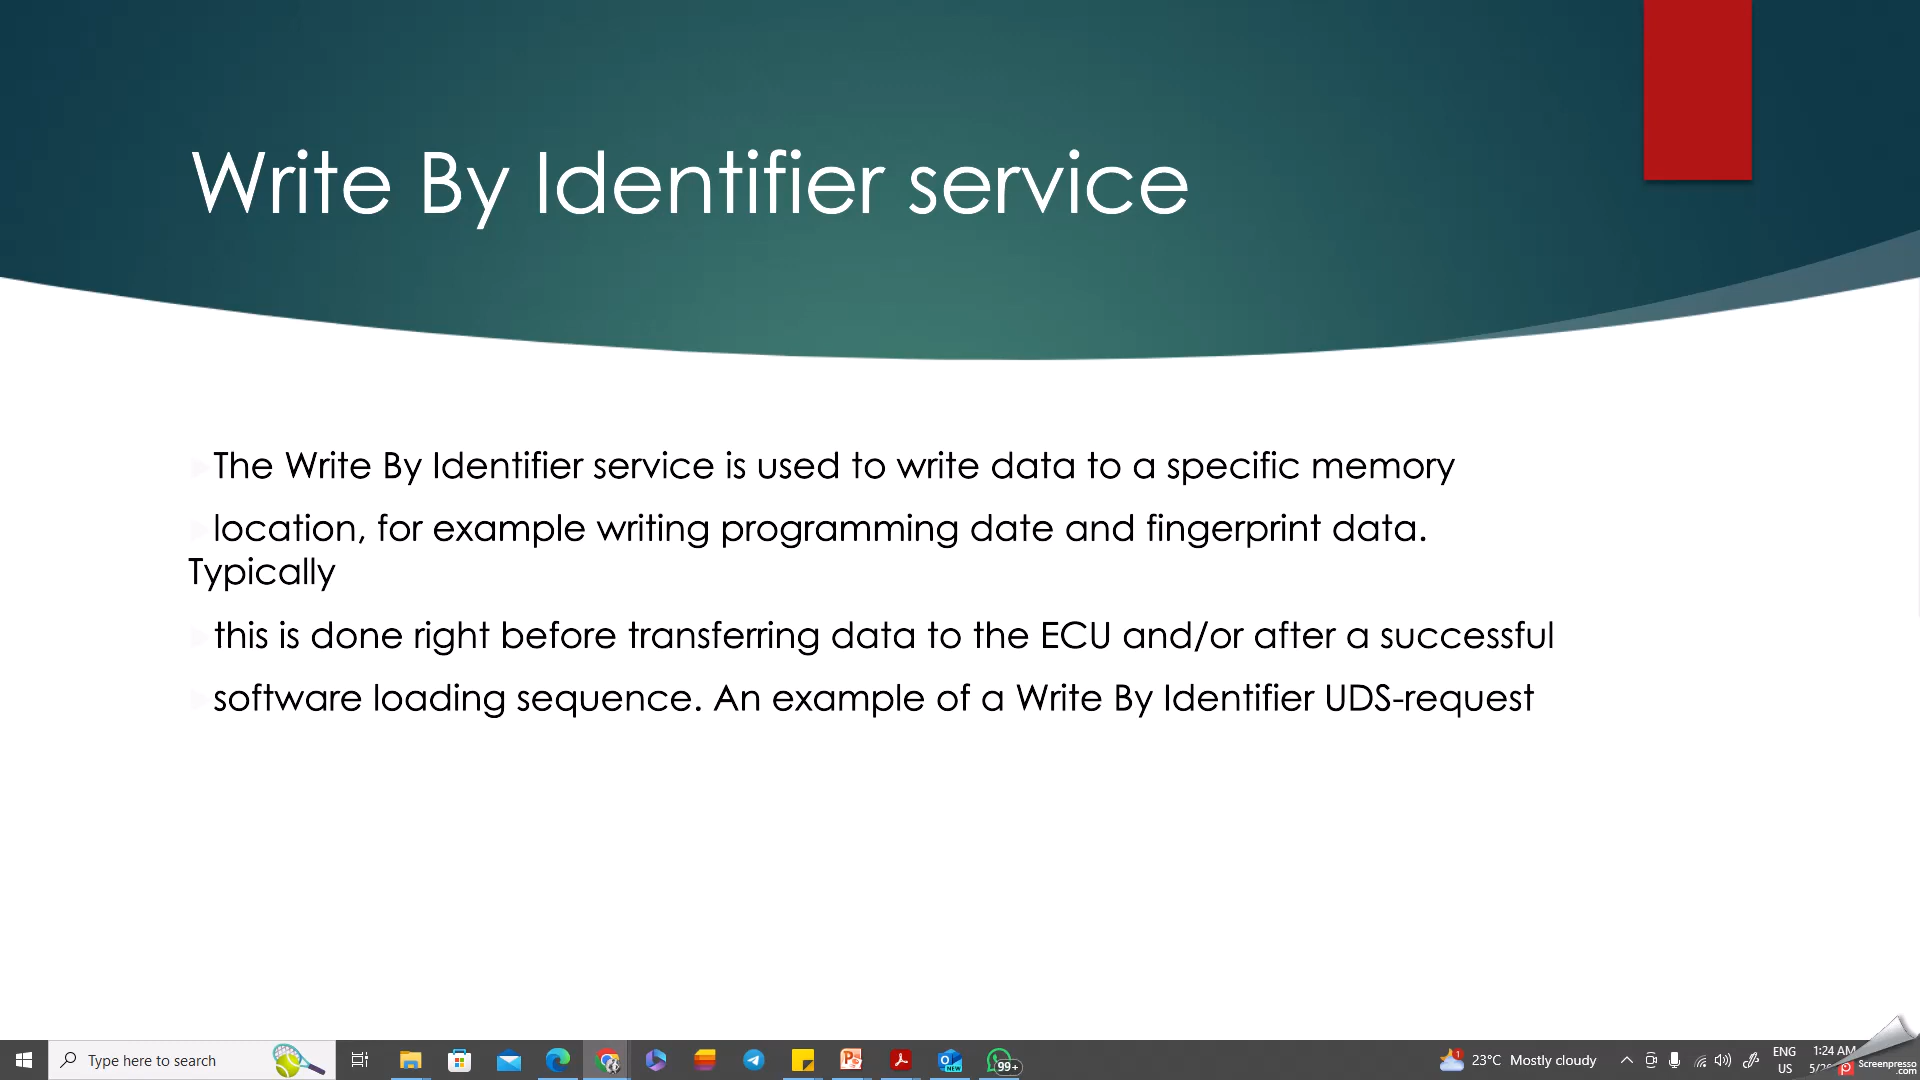 Write By Identifier service
The Write By Identifier service is used to write data to a specific memory
location, for example writing programming date and fingerprint data.
Typically
this is done right before transferring data to the ECU and/or after a successful
software loading sequence. An example of a Write By Identifier UDS-request
Type here to search
99+
23°C Mostly cloudy
ENG
US
1:24 AM
Screenpresso
.com